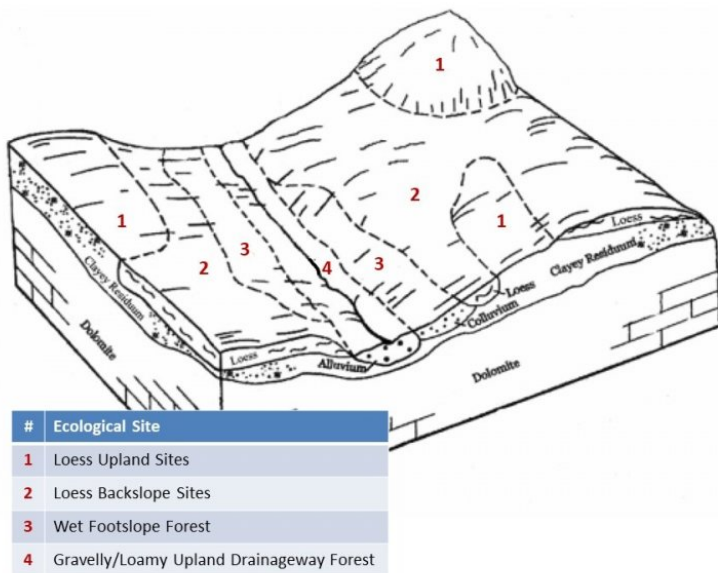 1
2
1
1
2
3
4
3
Loess
Clayey Residuum
Loess
Colluvium
Clayey Residuum
Dolomite
Loess
Alluvium
Dolomite
# Ecological Site
1 Loess Upland Sites
2 Loess Backslope Sites
3 Wet Footslope Forest
4 Gravelly/Loamy Upland Drainageway Forest